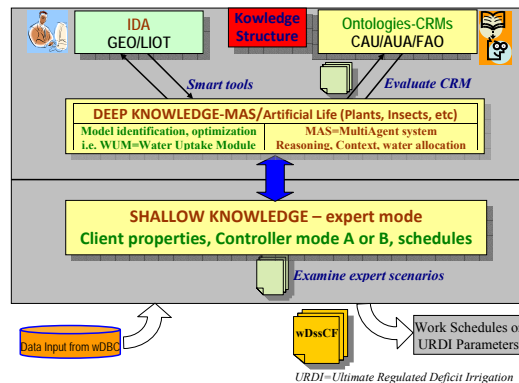 IDA
GEO/LIOT
Kowledge
Structure
Ontologies-CRMs
CAU/AUA/FAO
Smart tools
Evaluate CRM
DEEP KNOWLEDGE-MAS/Artificial Life (Plants, Insects, etc)
Model identification, optimization
i.e. WUM=Water Uptake Module
MAS=MultiAgent system
Reasoning, Context, water allocation
SHALLOW KNOWLEDGE – expert mode
Client properties, Controller mode A or B, schedules
Examine expert scenarios
Data Input from wDBC
wDssCF
Work Schedules or
URDI Parameters
URDI=Ultimate Regulated Deficit Irrigation